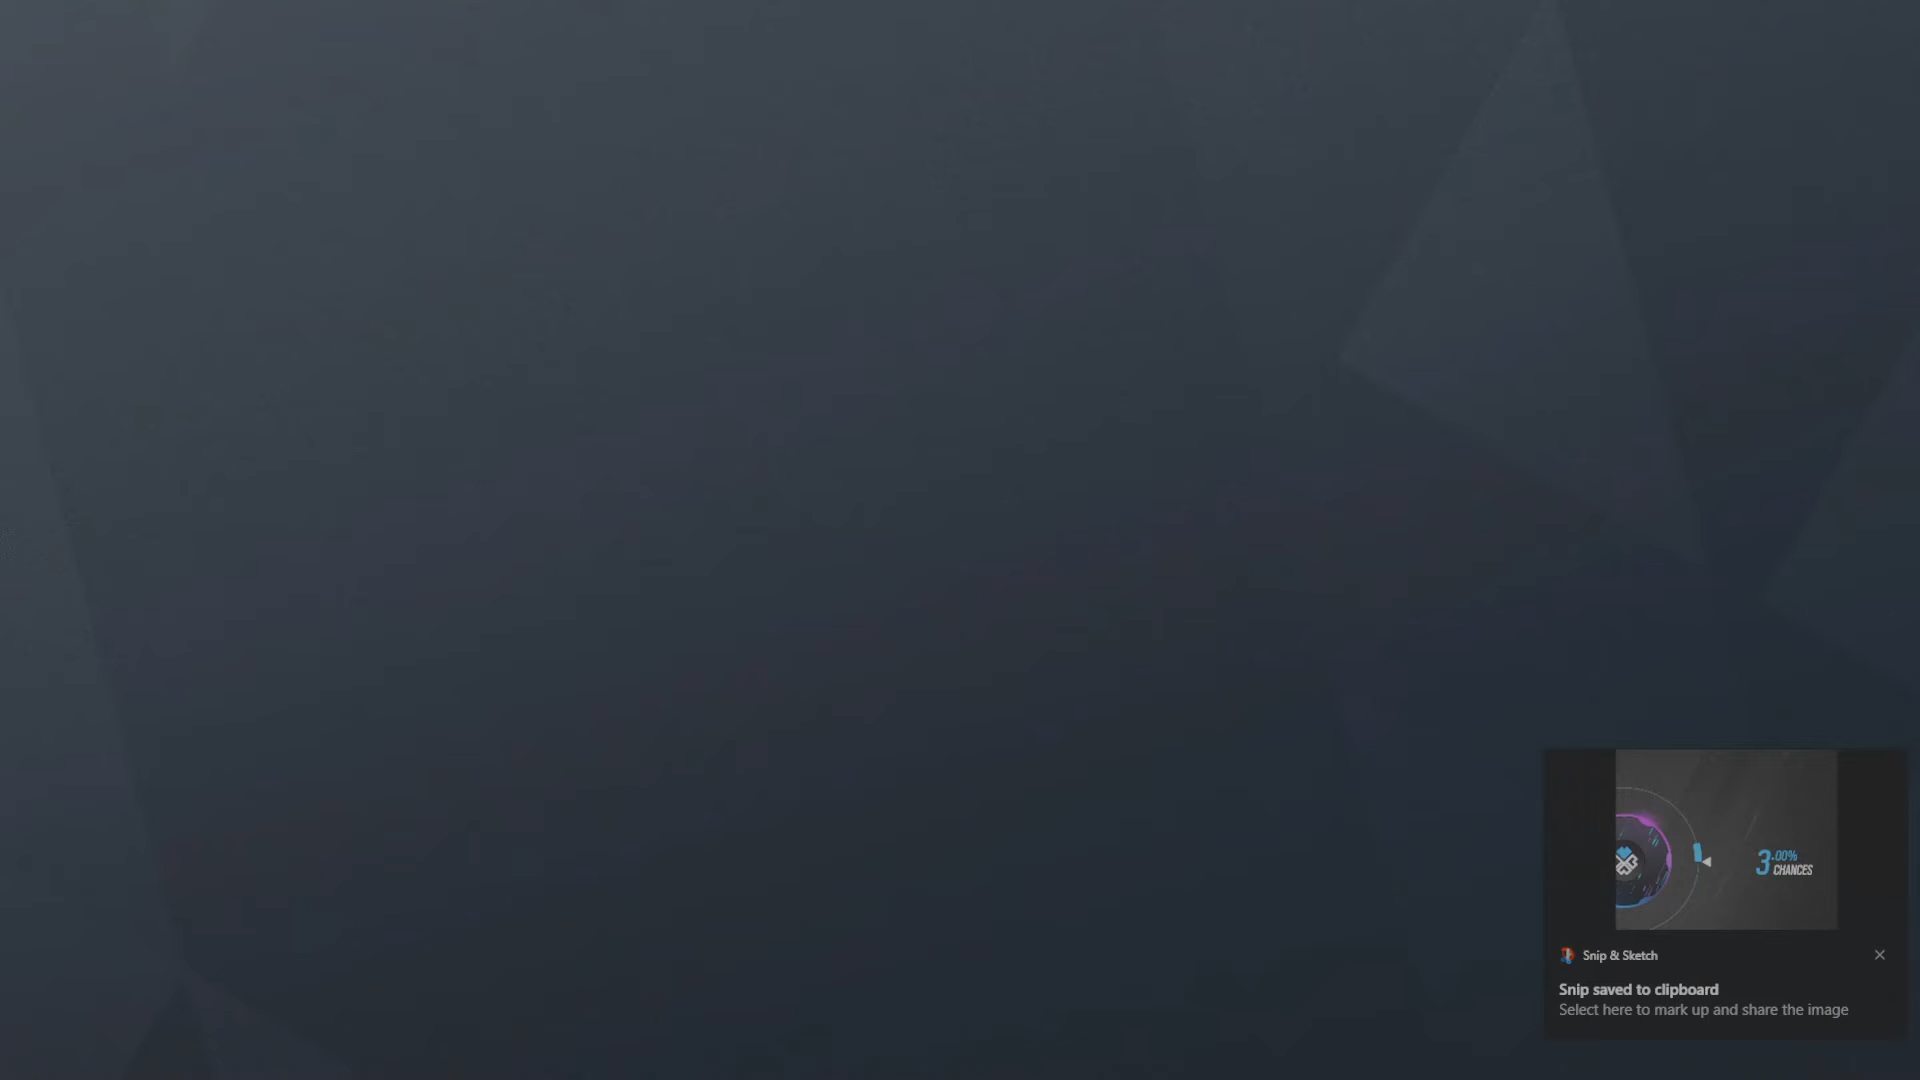 3.00%
CHANCES
Snip & Sketch
Snip saved to clipboard
Select here to mark up and share the image